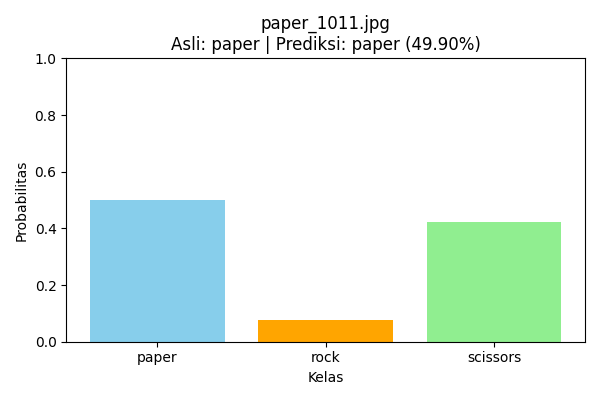 paper_1011.jpg
Asli: paper | Prediksi: paper (49.90%)
1.0
0.8
0.6
0.4
0.2
0.0
Probabilitas
paper
rock
scissors
Kelas